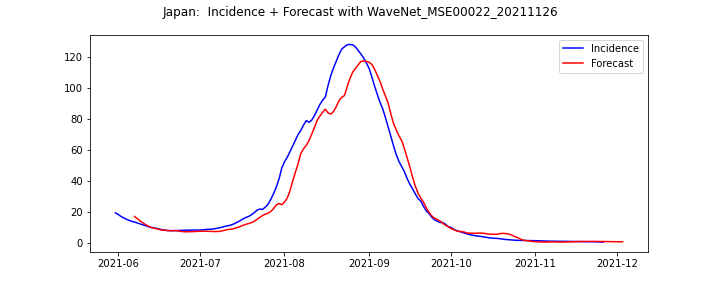 Japan:  Incidence + Forecast with WaveNet_MSE00022_20211126
Incidence
Forecast
120
100
80
60
40
20
0
2021-06 2021-07 2021-08 2021-09 2021-10 2021-11 2021-12